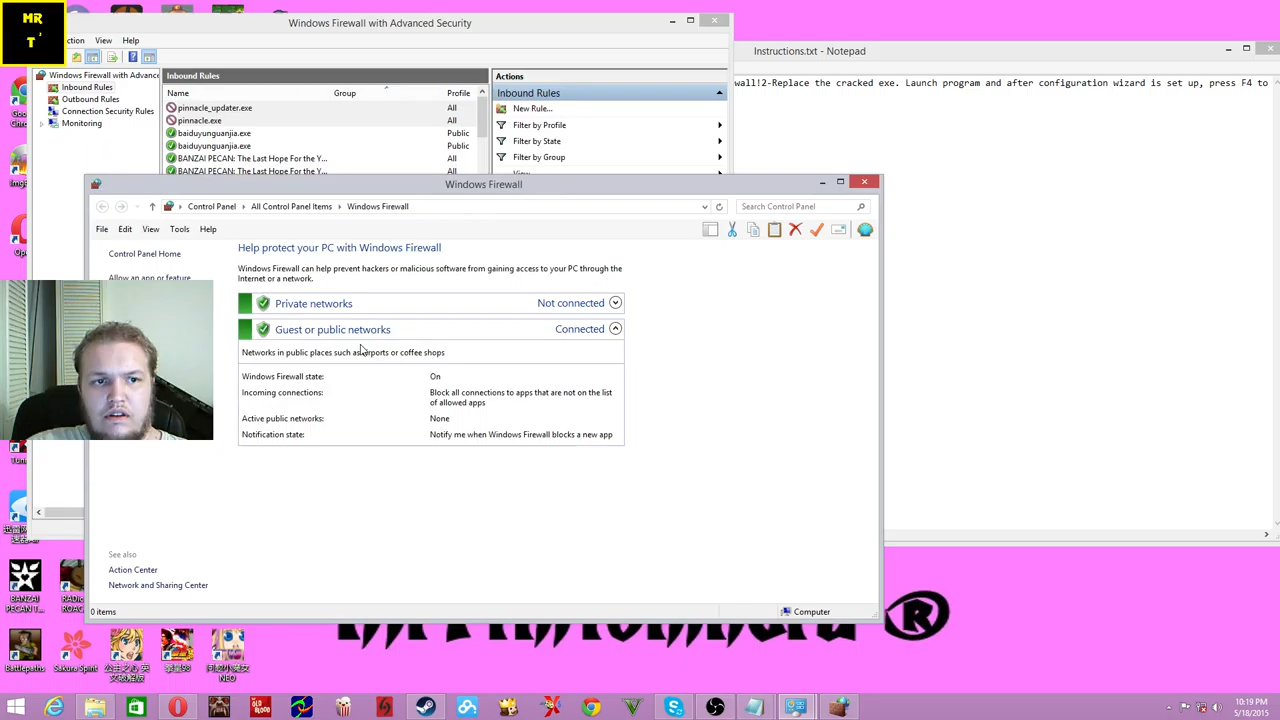 MR
T²
Windows Firewall with Advanced Security
ction View Help
Windows Firewall with Advance
Inbound Rules
Outbound Rules
Connection Security Rules
Monitoring
Inbound Rules
Name Group Profile
pinnacle_updater.exe All
pinnacle.exe All
baiduyunguanjia.exe Public
baiduyunguanjia.exe Public
BANZAI PECAN: The Last Hope For the Y... All
BANZAI PECAN: The Last Hope For the Y... All
Actions
Inbound Rules
New Rule...
Filter by Profile
Filter by State
Filter by Group
View
Instructions.txt - Notepad
wall!2-Replace the cracked exe. Launch program and after configuration wizard is set up, press F4 to
Windows Firewall
Control Panel All Control Panel Items Windows Firewall
Search Control Panel
File Edit View Tools Help
Control Panel Home
Allow an app or feature
Help protect your PC with Windows Firewall
Windows Firewall can help prevent hackers or malicious software from gaining access to your PC through the
Internet or a network.
Private networks Not connected
Guest or public networks Connected
Networks in public places such as airports or coffee shops
Windows Firewall state: On
Incoming connections: Block all connections to apps that are not on the list
of allowed apps
Active public networks: None
Notification state: Notify me when Windows Firewall blocks a new app
See also
Action Center
Network and Sharing Center
0 items
Computer
BANZAI
PECAN T...
Battlepaths
Sakura Spirit
NEO
10:19 PM
5/18/2015